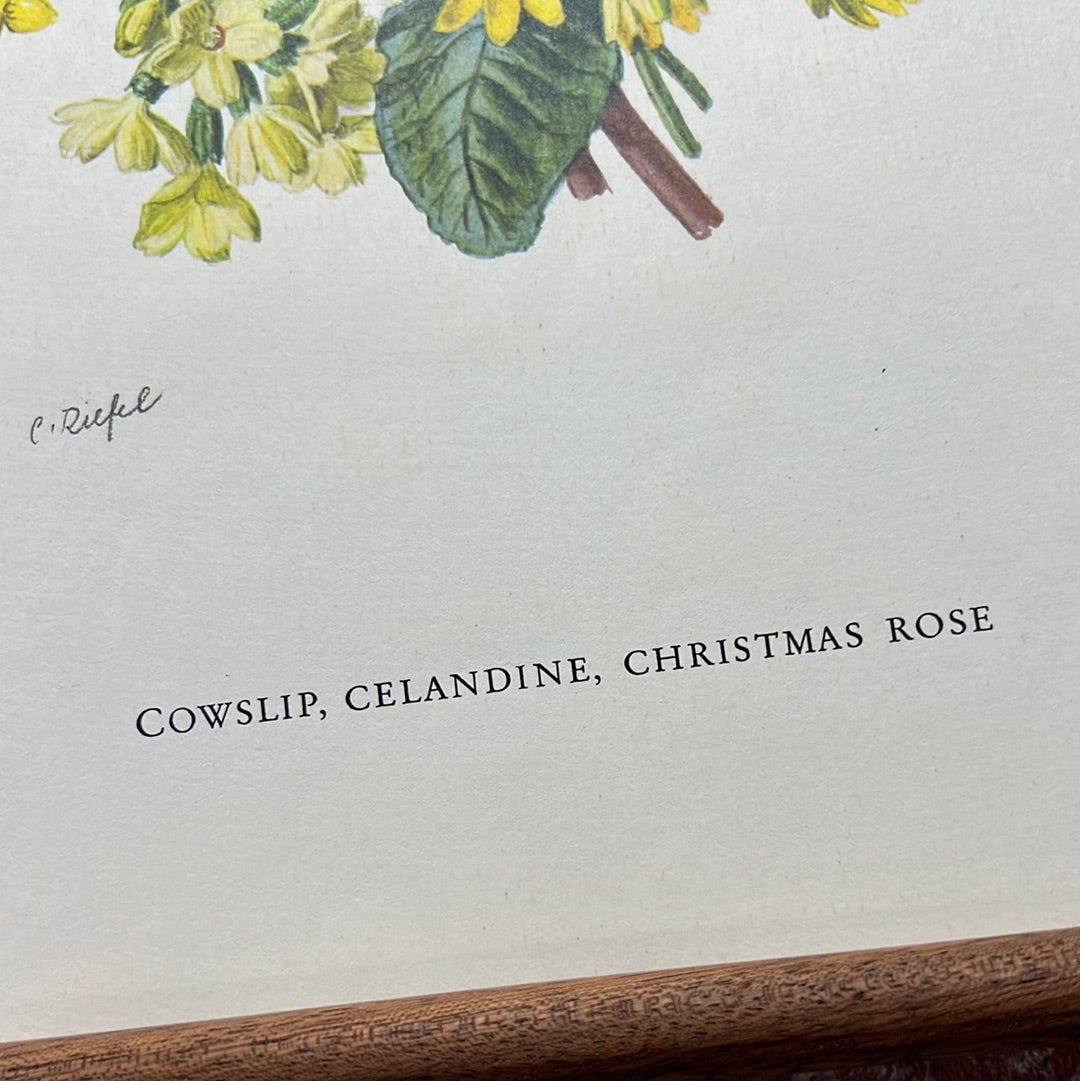 C. Riefel
COWSLIP, CELANDINE, CHRISTMAS ROSE